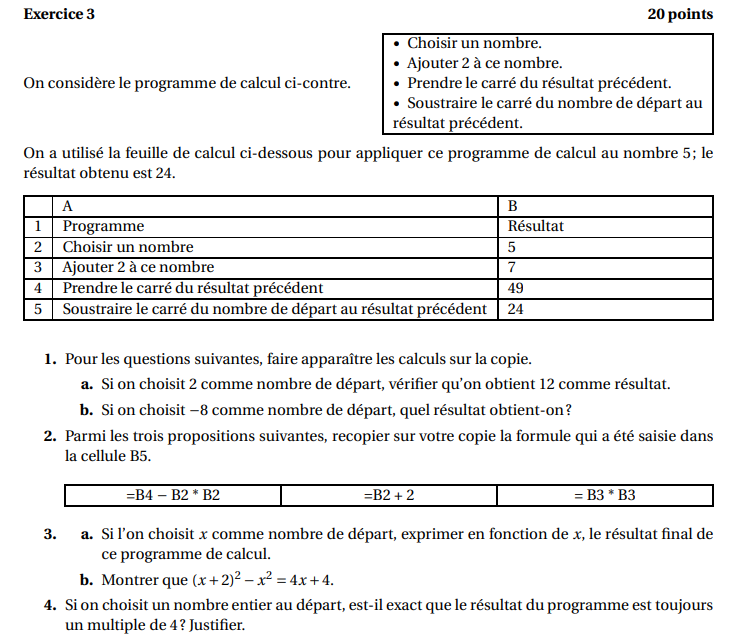 Exercice 3 20 points
• Choisir un nombre.
• Ajouter 2 à ce nombre.
On considère le programme de calcul ci-contre.
• Prendre le carré du résultat précédent.
• Soustraire le carré du nombre de départ au
résultat précédent.
On a utilisé la feuille de calcul ci-dessous pour appliquer ce programme de calcul au nombre 5; le
résultat obtenu est 24.
A B
1 Programme Résultat
2 Choisir un nombre 5
3 Ajouter 2 à ce nombre 7
4 Prendre le carré du résultat précédent 49
5 Soustraire le carré du nombre de départ au résultat précédent 24
1. Pour les questions suivantes, faire apparaître les calculs sur la copie.
a. Si on choisit 2 comme nombre de départ, vérifier qu'on obtient 12 comme résultat.
b. Si on choisit −8 comme nombre de départ, quel résultat obtient-on?
2. Parmi les trois propositions suivantes, recopier sur votre copie la formule qui a été saisie dans
la cellule B5.
=B4 − B2 * B2 =B2 + 2 = B3 * B3
3. a. Si l'on choisit x comme nombre de départ, exprimer en fonction de x, le résultat final de
ce programme de calcul.
b. Montrer que (x + 2)² − x² = 4x + 4.
4. Si on choisit un nombre entier au départ, est-il exact que le résultat du programme est toujours
un multiple de 4? Justifier.